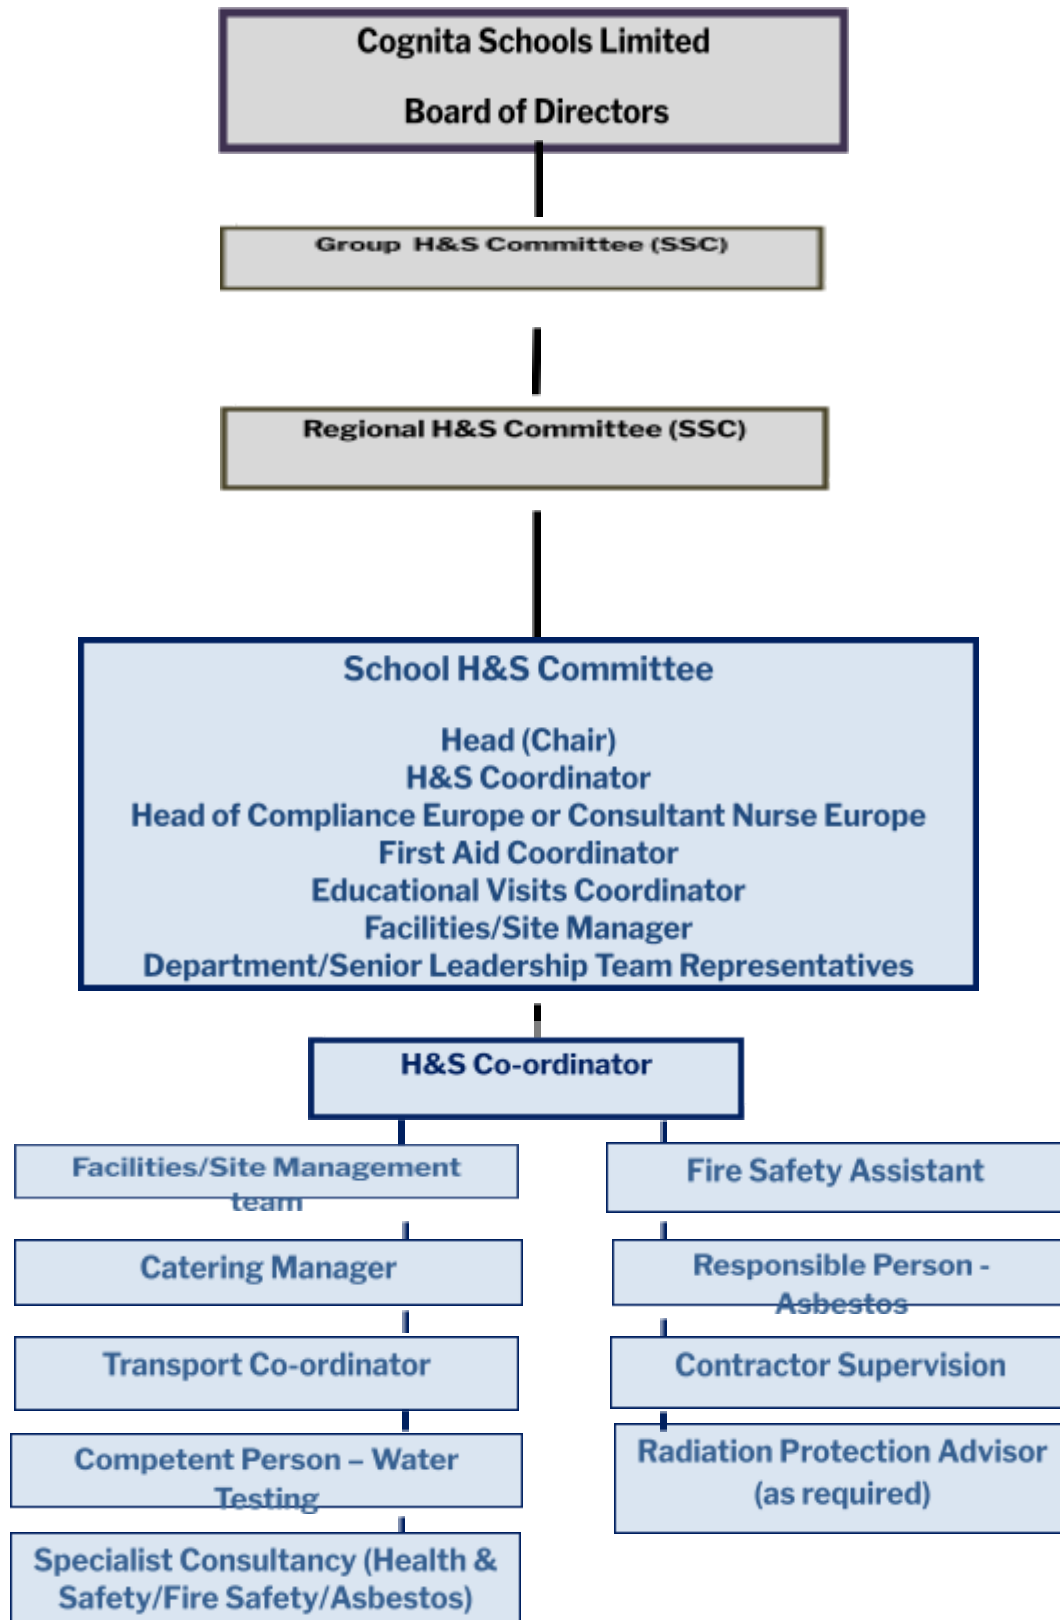 Cognita Schools Limited
Board of Directors
Group H&S Committee (SSC)
Regional H&S Committee (SSC)
School H&S Committee
Head (Chair)
H&S Coordinator
Head of Compliance Europe or Consultant Nurse Europe
First Aid Coordinator
Educational Visits Coordinator
Facilities/Site Manager
Department/Senior Leadership Team Representatives
H&S Co-ordinator
Facilities/Site Management
team
Catering Manager
Transport Co-ordinator
Competent Person – Water
Testing
Specialist Consultancy (Health &
Safety/Fire Safety/Asbestos)
Fire Safety Assistant
Responsible Person -
Asbestos
Contractor Supervision
Radiation Protection Advisor
(as required)